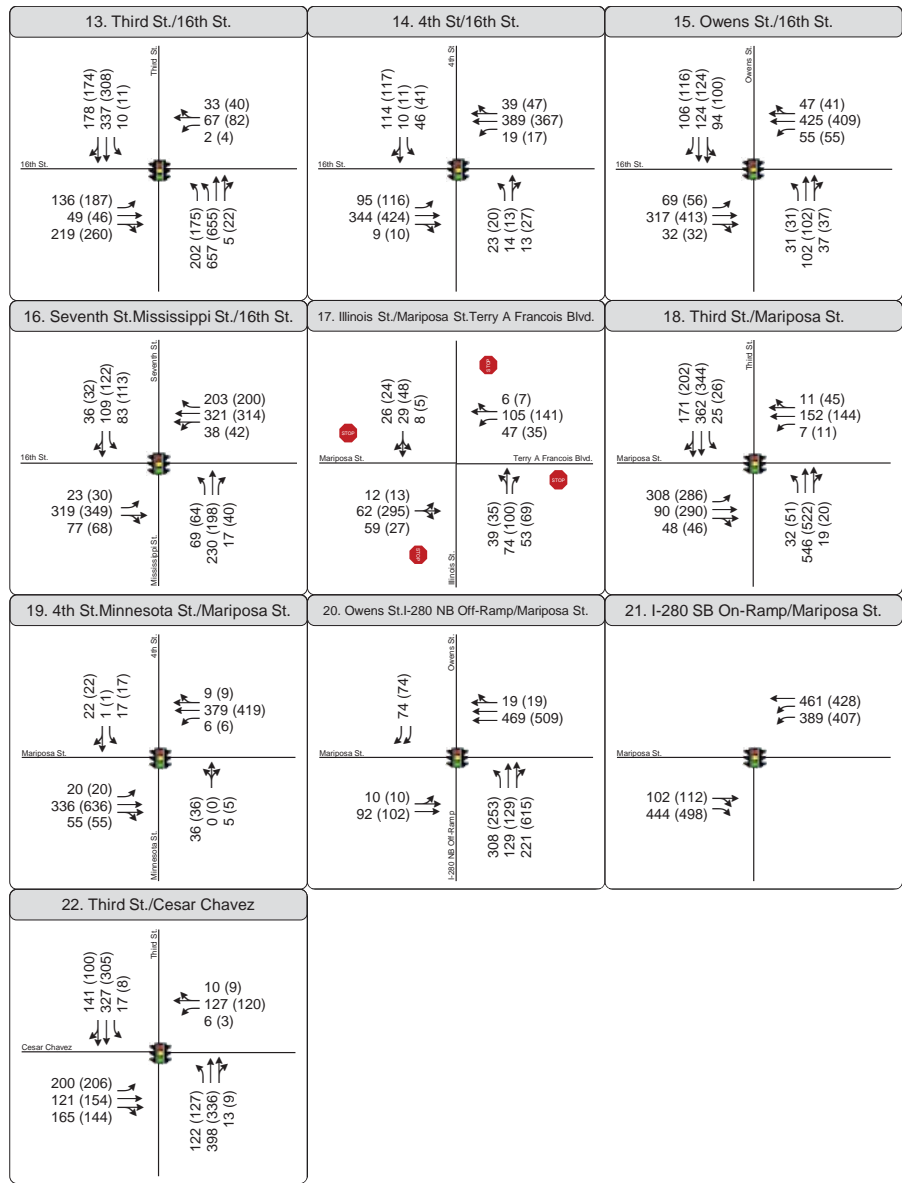 13. Third St./16th St.
Third St.
178 (174)
337 (308)
10 (11)
33 (40)
67 (82)
2 (4)
16th St.
136 (187)
49 (46)
219 (260)
202 (175)
657 (655)
5 (22)
14. 4th St/16th St.
4th St
114 (117)
10 (11)
46 (41)
39 (47)
389 (367)
19 (17)
16th St.
95 (116)
344 (424)
9 (10)
23 (20)
14 (13)
13 (27)
15. Owens St./16th St.
Owens St.
106 (116)
124 (124)
94 (100)
47 (41)
425 (409)
55 (55)
16th St.
69 (56)
317 (413)
32 (32)
31 (31)
102 (102)
37 (37)
16. Seventh St.Mississippi St./16th St.
Seventh St.
36 (32)
109 (122)
83 (113)
203 (200)
321 (314)
38 (42)
16th St.
23 (30)
319 (349)
77 (68)
Mississippi St.
69 (64)
230 (198)
17 (40)
17. Illinois St./Mariposa St.Terry A Francois Blvd.
STOP
26 (24)
29 (48)
8 (5)
6 (7)
105 (141)
47 (35)
STOP
Mariposa St.
Terry A Francois Blvd.
STOP
12 (13)
62 (295)
59 (27)
STOP
Illinois St.
39 (35)
74 (100)
53 (69)
18. Third St./Mariposa St.
Third St.
171 (202)
362 (344)
25 (26)
11 (45)
152 (144)
7 (11)
Mariposa St.
308 (286)
90 (290)
48 (46)
32 (51)
546 (522)
19 (20)
19. 4th St.Minnesota St./Mariposa St.
4th St.
22 (22)
1 (1)
17 (17)
9 (9)
379 (419)
6 (6)
Mariposa St.
20 (20)
336 (636)
55 (55)
Minnesota St.
36 (36)
0 (0)
5 (5)
20. Owens St.I-280 NB Off-Ramp/Mariposa St.
Owens St.
74 (74)
19 (19)
469 (509)
Mariposa St.
10 (10)
92 (102)
I-280 NB Off-Ramp
308 (253)
129 (129)
221 (615)
21. I-280 SB On-Ramp/Mariposa St.
461 (428)
389 (407)
Mariposa St.
102 (112)
444 (498)
22. Third St./Cesar Chavez
Third St.
141 (100)
327 (305)
17 (8)
10 (9)
127 (120)
6 (3)
Cesar Chavez
200 (206)
121 (154)
165 (144)
122 (127)
398 (336)
13 (9)